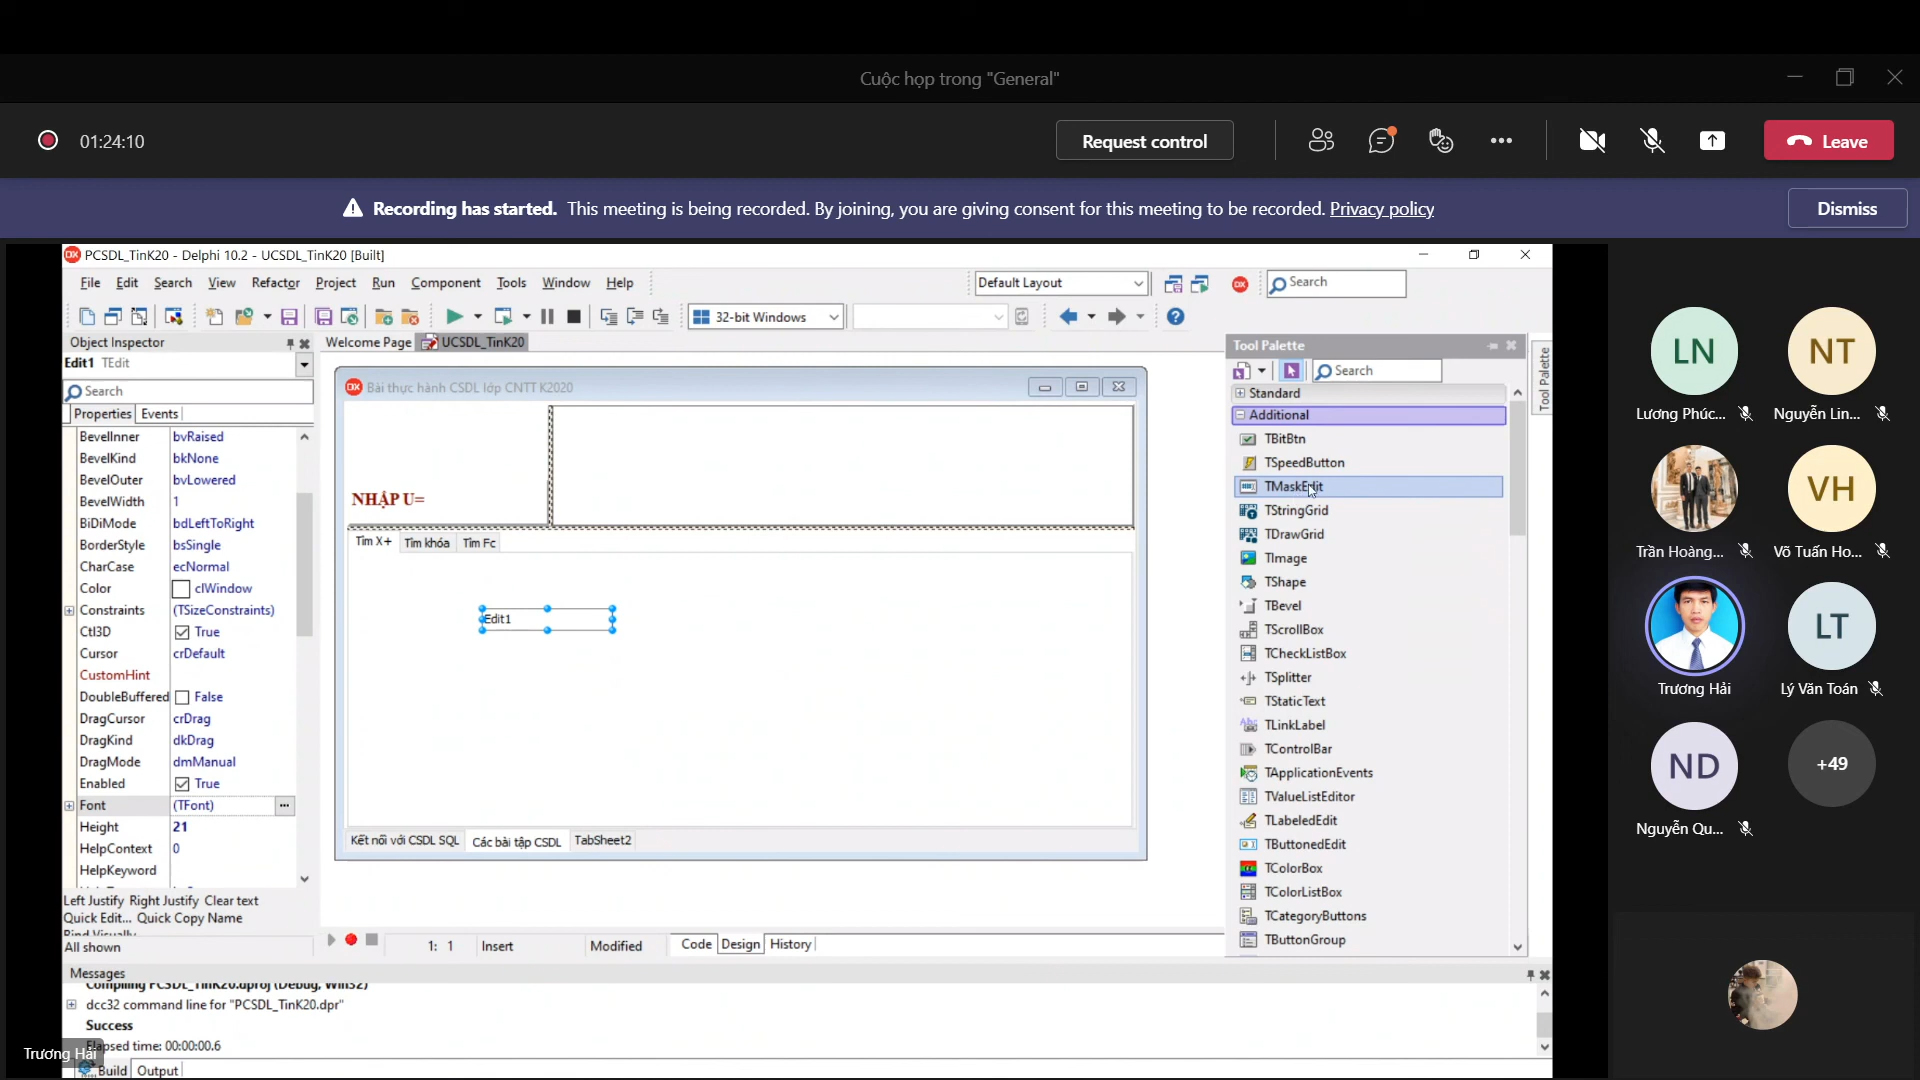 Cuộc họp trong "General"
01:24:10
Request control
Leave
Recording has started. This meeting is being recorded. By joining, you are giving consent for this meeting to be recorded. Privacy policy
Dismiss
PCSDL_TinK20 - Delphi 10.2 - UCSDL_TinK20 [Built]
File Edit Search View Refactor Project Run Component Tools Window Help
Default Layout
Search
32-bit Windows
Object Inspector
Edit1 TEdit
Search
Properties Events
BevelInner bvRaised
BevelKind bkNone
BevelOuter bvLowered
BevelWidth 1
BiDiMode bdLeftToRight
BorderStyle bsSingle
CharCase ecNormal
Color clWindow
Constraints (TSizeConstraints)
Ctl3D True
Cursor crDefault
CustomHint
DoubleBuffered False
DragCursor crDrag
DragKind dkDrag
DragMode dmManual
Enabled True
Font (TFont)
Height 21
HelpContext 0
HelpKeyword
Left Justify Right Justify Clear text
Quick Edit... Quick Copy Name
Bind Visually...
All shown
Welcome Page UCSDL_TinK20
Bài thực hành CSDL lớp CNTT K2020
NHẬP U=
Tìm X+ Tìm khóa Tìm Fc
Edit1
Kết nối với CSDL SQL Các bài tập CSDL TabSheet2
1: 1 Insert Modified Code Design History
Tool Palette
Search
Standard
Additional
TBitBtn
TSpeedButton
TMaskEdit
TStringGrid
TDrawGrid
TImage
TShape
TBevel
TScrollBox
TCheckListBox
TSplitter
TStaticText
TLinkLabel
TControlBar
TApplicationEvents
TValueListEditor
TLabeledEdit
TButtonedEdit
TColorBox
TColorListBox
TCategoryButtons
TButtonGroup
Tool Palette
Messages
Compiling PCSDL_TinK20.dproj (Debug, Win32)
dcc32 command line for "PCSDL_TinK20.dpr"
Success
Elapsed time: 00:00:00.6
Build Output
Trương Hải
LN
Lương Phúc...
NT
Nguyễn Lin...
Trần Hoàng...
VH
Võ Tuấn Ho...
Trương Hải
LT
Lý Văn Toán
ND
Nguyễn Qu...
+49